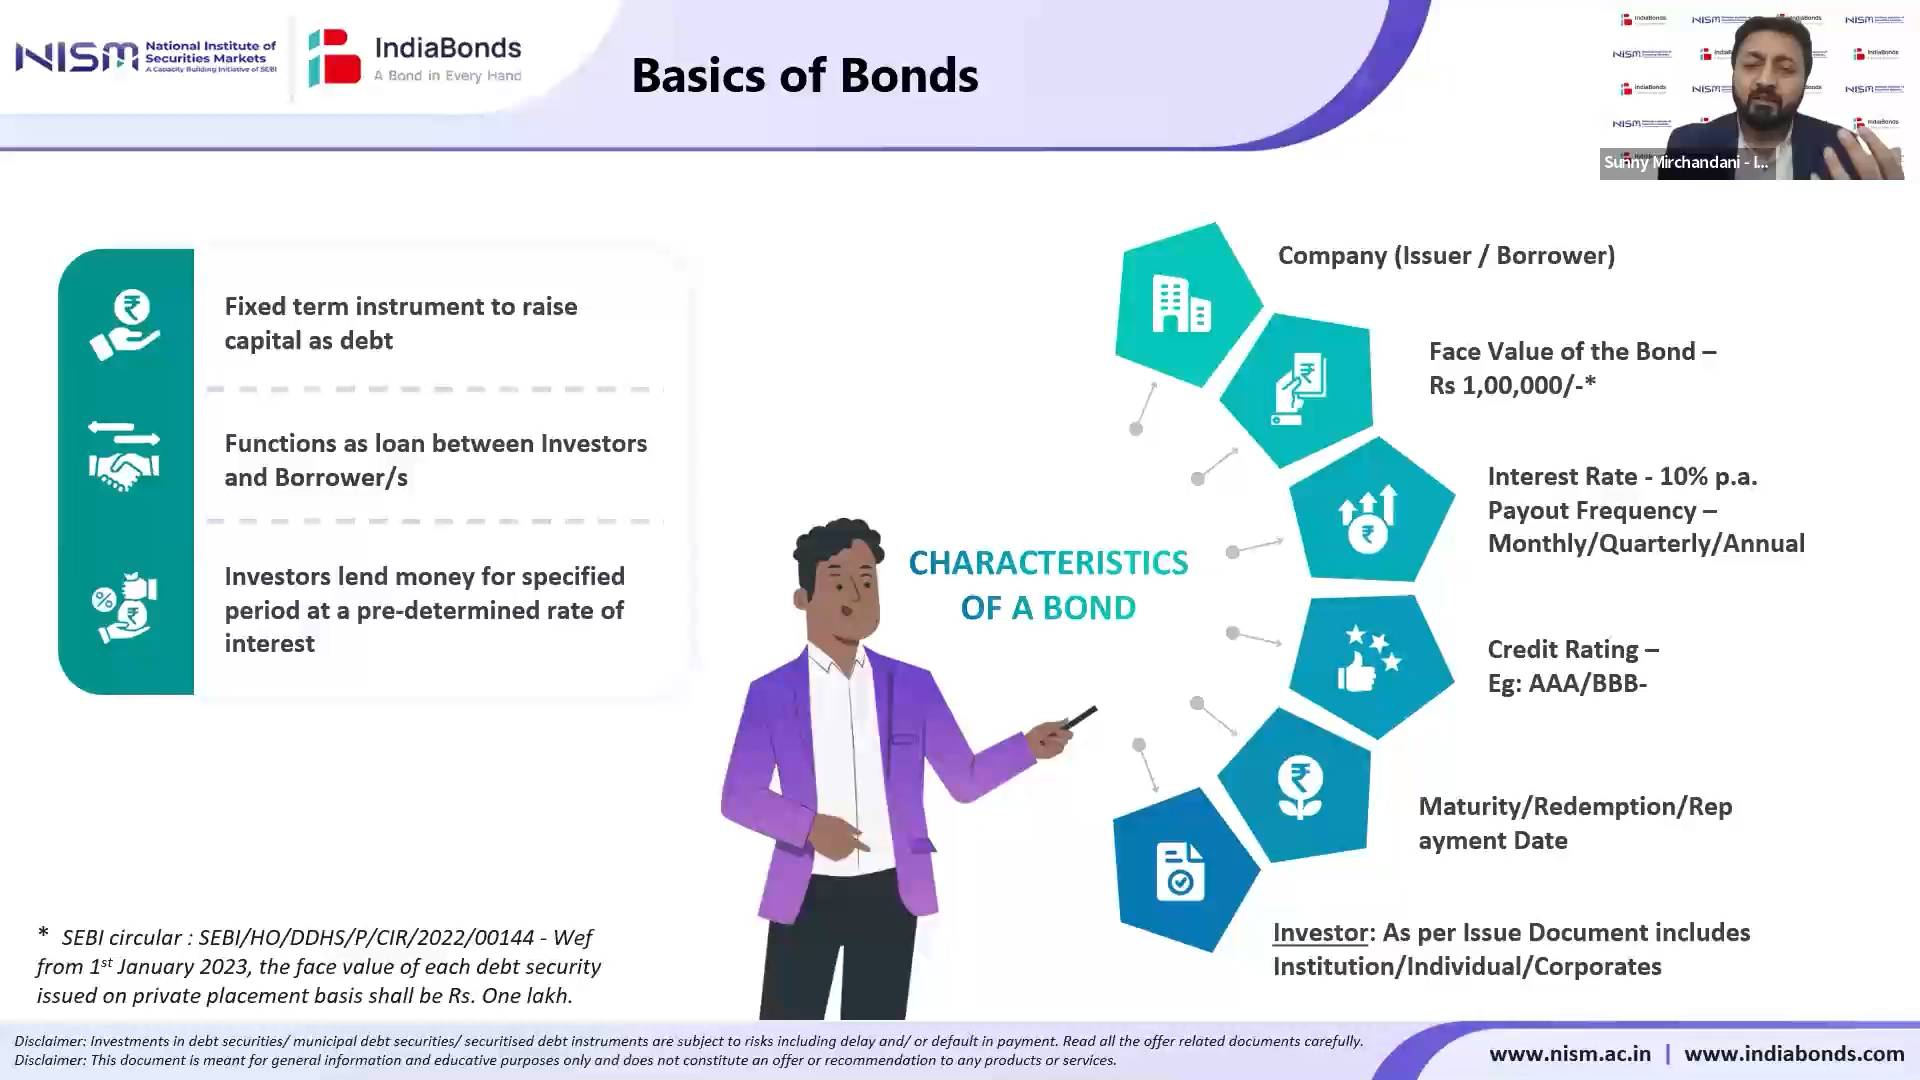 NISM National Institute of
Securities Markets
A Capacity Building Initiative of SEBI
IndiaBonds
A Bond in Every Hand
Basics of Bonds
Sunny Mirchandani - I...
Fixed term instrument to raise
capital as debt
Functions as loan between Investors
and Borrower/s
Investors lend money for specified
period at a pre-determined rate of
interest
CHARACTERISTICS
OF A BOND
Company (Issuer / Borrower)
Face Value of the Bond –
Rs 1,00,000/-*
Interest Rate - 10% p.a.
Payout Frequency –
Monthly/Quarterly/Annual
Credit Rating –
Eg: AAA/BBB-
Maturity/Redemption/Rep
ayment Date
Investor: As per Issue Document includes
Institution/Individual/Corporates
* SEBI circular : SEBI/HO/DDHS/P/CIR/2022/00144 - Wef
from 1st January 2023, the face value of each debt security
issued on private placement basis shall be Rs. One lakh.
Disclaimer: Investments in debt securities/ municipal debt securities/ securitised debt instruments are subject to risks including delay and/ or default in payment. Read all the offer related documents carefully.
Disclaimer: This document is meant for general information and educative purposes only and does not constitute an offer or recommendation to any products or services.
www.nism.ac.in | www.indiabonds.com